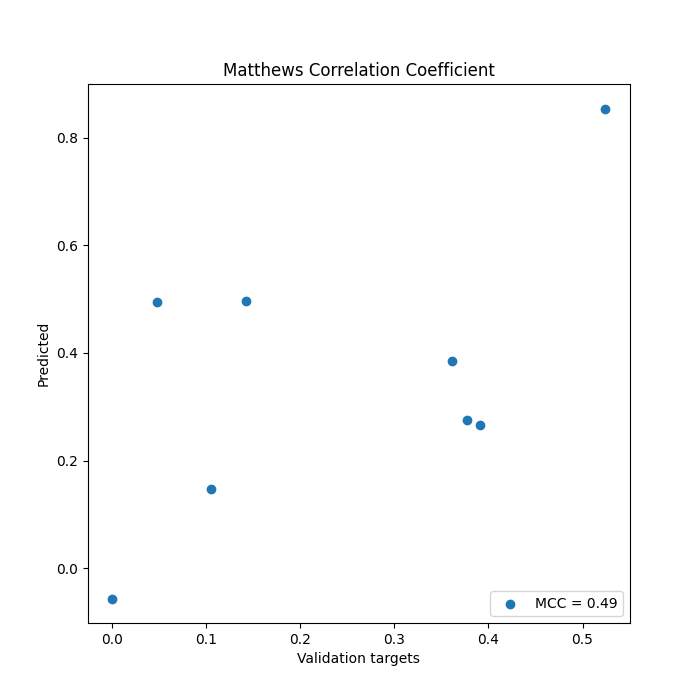 Matthews Correlation Coefficient
0.8
0.6
0.4
0.2
0.0
Predicted
MCC = 0.49
0.0 0.1 0.2 0.3 0.4 0.5
Validation targets